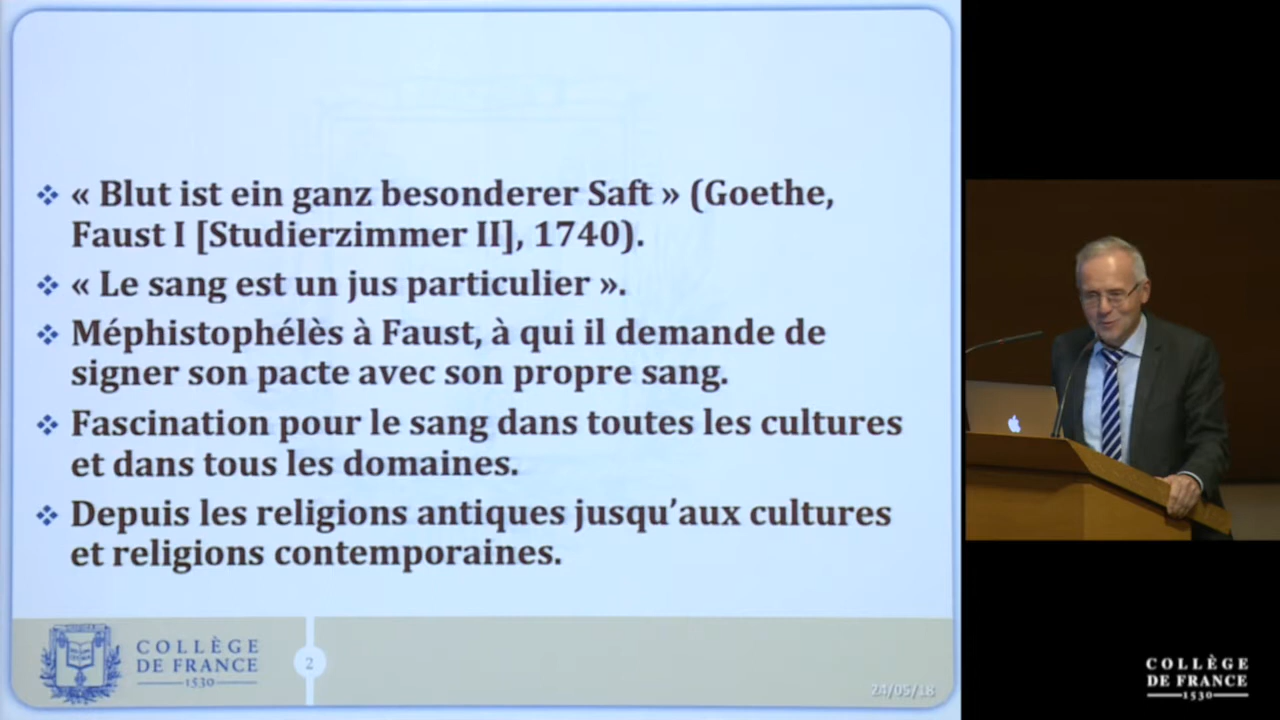 « Blut ist ein ganz besonderer Saft » (Goethe,
Faust I [Studierzimmer II], 1740).
« Le sang est un jus particulier ».
Méphistophélès à Faust, à qui il demande de
signer son pacte avec son propre sang.
Fascination pour le sang dans toutes les cultures
et dans tous les domaines.
Depuis les religions antiques jusqu’aux cultures
et religions contemporaines.
COLLÈGE
DE FRANCE
1530
2
24/05/18
COLLÈGE
DE FRANCE
1530